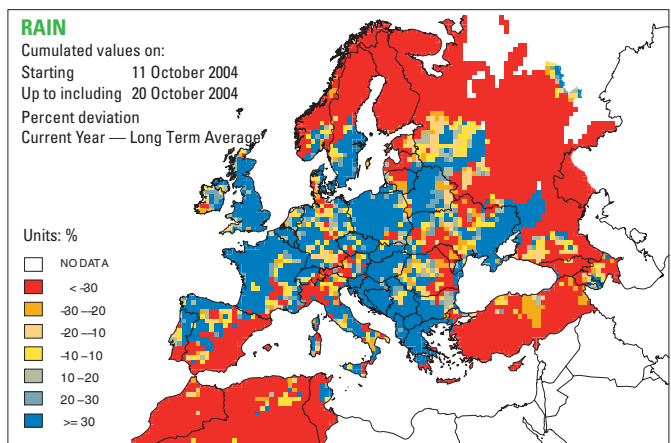 RAIN
Cumulated values on:
Starting 11 October 2004
Up to including 20 October 2004
Percent deviation
Current Year — Long Term Average
Units: %
NO DATA
< -30
-30 –-20
-20 –-10
-10 – 10
10 – 20
20 – 30
>= 30